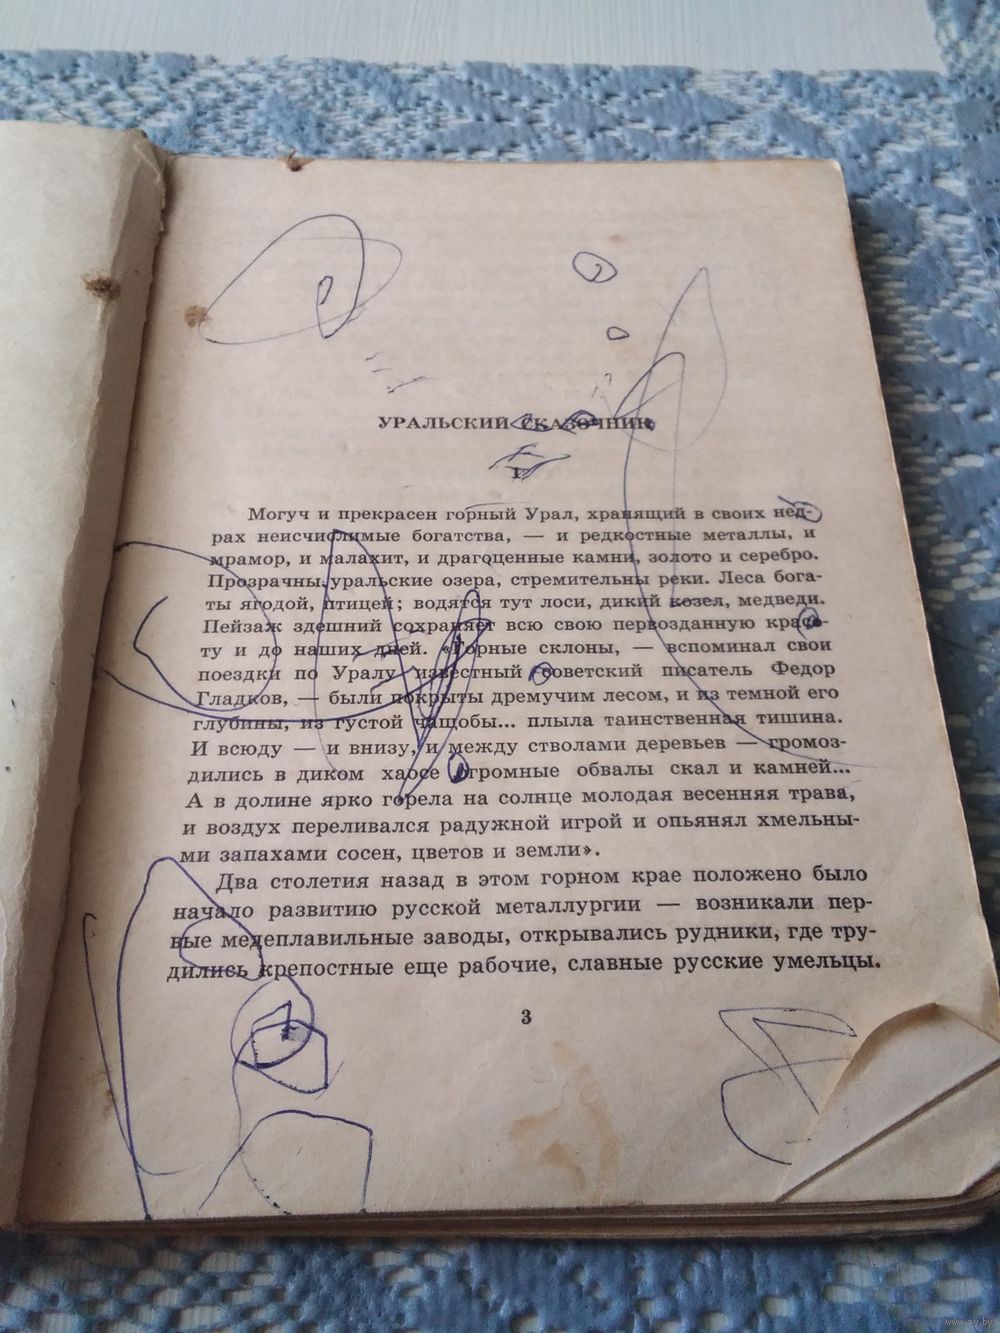 УРАЛЬСКИЙ СКАЗОЧНИК
1
Могуч и прекрасен горный Урал, хранящий в своих нед-
рах неисчислимые богатства, — и редкостные металлы, и
мрамор, и малахит, и драгоценные камни, золото и серебро.
Прозрачны уральские озера, стремительны реки. Леса бога-
ты ягодой, птицей; водятся тут лоси, дикий козел, медведи.
Пейзаж здешний сохраняет всю свою первозданную красо-
ту и до наших дней. «Горные склоны, — вспоминал свои
поездки по Уралу известный советский писатель Федор
Гладков, — были покрыты дремучим лесом, и из темной его
глубины, из густой чащобы... плыла таинственная тишина.
И всюду — и внизу, и между стволами деревьев — громоз-
дились в диком хаосе огромные обвалы скал и камней...
А в долине ярко горела на солнце молодая весенняя трава,
и воздух переливался радужной игрой и опьянял хмельны-
ми запахами сосен, цветов и земли».
Два столетия назад в этом горном крае положено было
начало развитию русской металлургии — возникали пер-
вые медеплавильные заводы, открывались рудники, где тру-
дились крепостные еще рабочие, славные русские умельцы.
3
www.ay.by